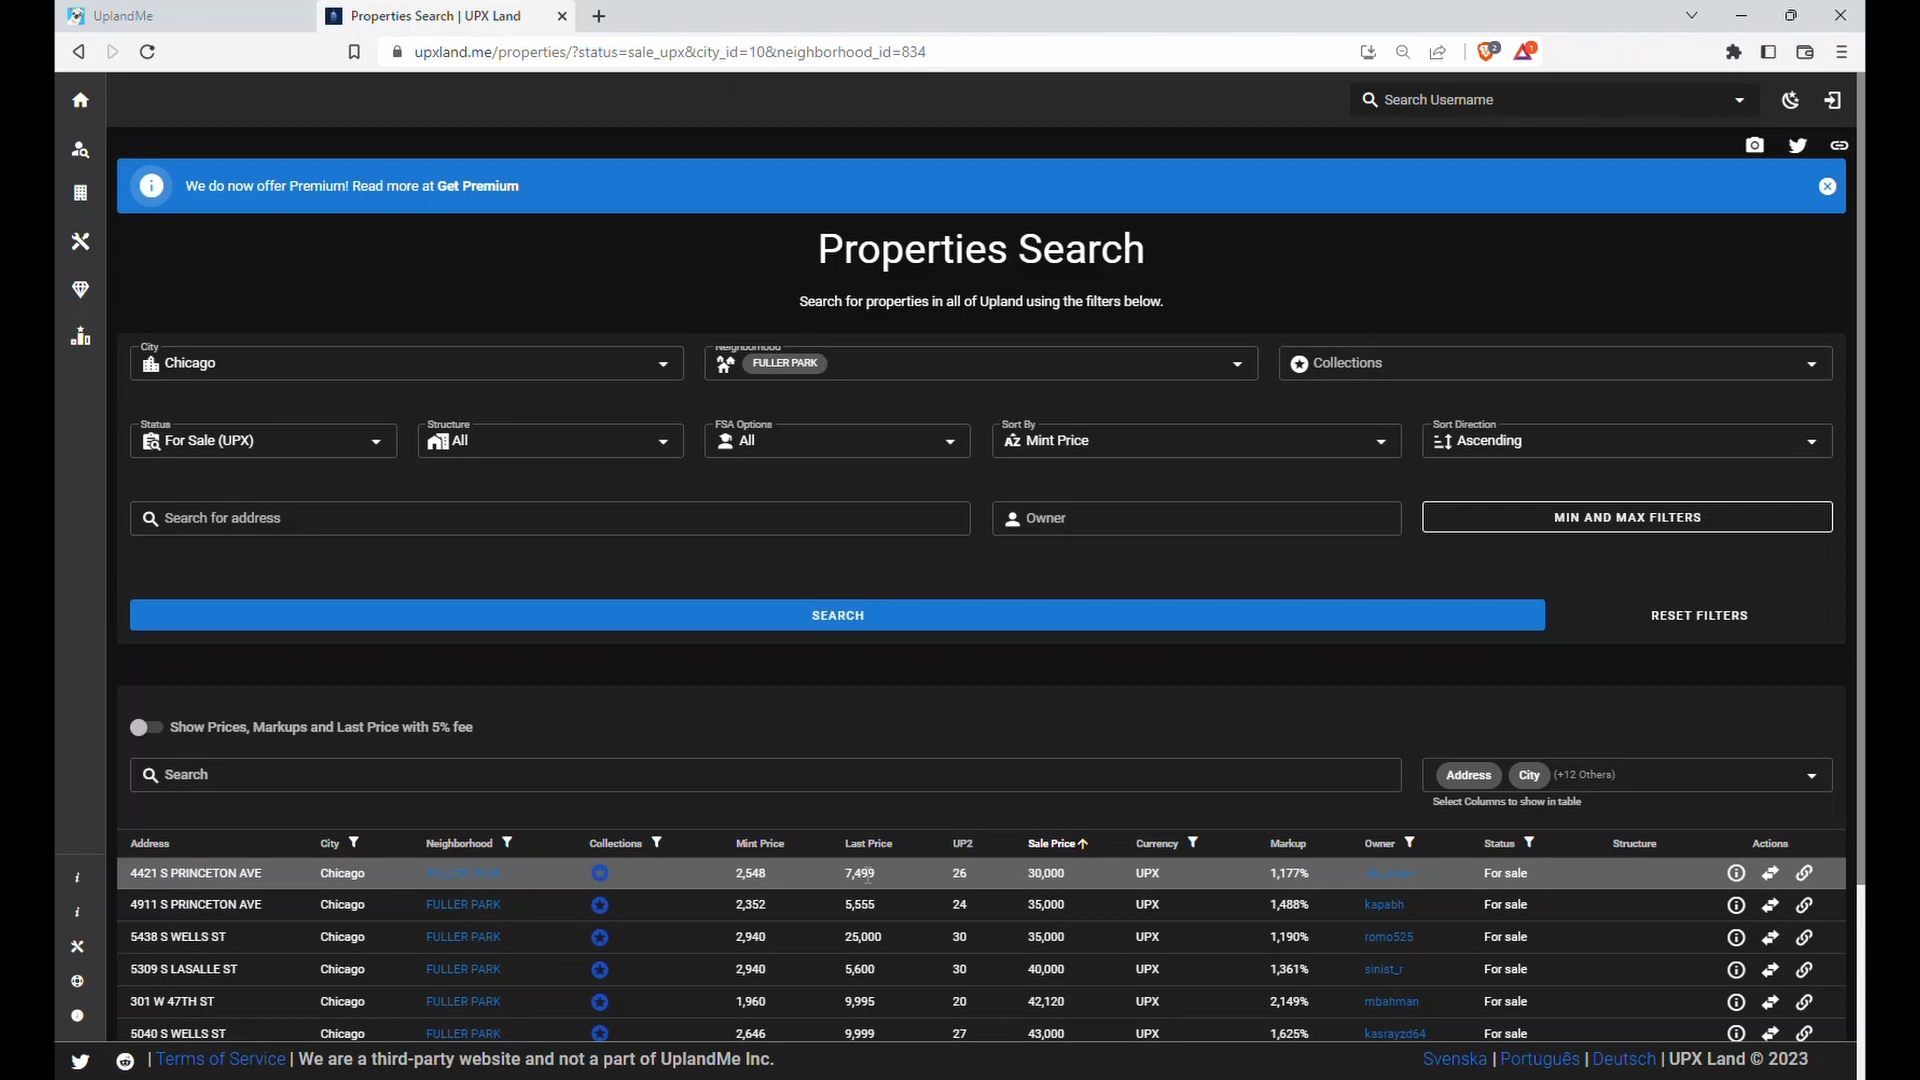 UplandMe
Properties Search | UPX Land
upxland.me/properties/?status=sale_upx&city_id=10&neighborhood_id=834
2
1
Search Username
We do now offer Premium! Read more at Get Premium
Properties Search
Search for properties in all of Upland using the filters below.
City
Chicago
Neighborhood
FULLER PARK
Collections
Status
For Sale (UPX)
Structure
All
FSA Options
All
Sort By
AZ Mint Price
Sort Direction
Ascending
Search for address
Owner
MIN AND MAX FILTERS
SEARCH
RESET FILTERS
Show Prices, Markups and Last Price with 5% fee
Search
Address City (+12 Others)
Select Columns to show in table
Address City Neighborhood Collections Mint Price Last Price UP2 Sale Price Currency Markup Owner Status Structure Actions
4421 S PRINCETON AVE Chicago FULLER PARK 2,548 7,499 26 30,000 UPX 1,177% For sale
4911 S PRINCETON AVE Chicago FULLER PARK 2,352 5,555 24 35,000 UPX 1,488% kapabh For sale
5438 S WELLS ST Chicago FULLER PARK 2,940 25,000 30 35,000 UPX 1,190% romo525 For sale
5309 S LASALLE ST Chicago FULLER PARK 2,940 5,600 30 40,000 UPX 1,361% sinist_r For sale
301 W 47TH ST Chicago FULLER PARK 1,960 9,995 20 42,120 UPX 2,149% mbahman For sale
5040 S WELLS ST Chicago FULLER PARK 2,646 9,999 27 43,000 UPX 1,625% kasrayzd64 For sale
| Terms of Service | We are a third-party website and not a part of UplandMe Inc.
Svenska | Português | Deutsch | UPX Land © 2023